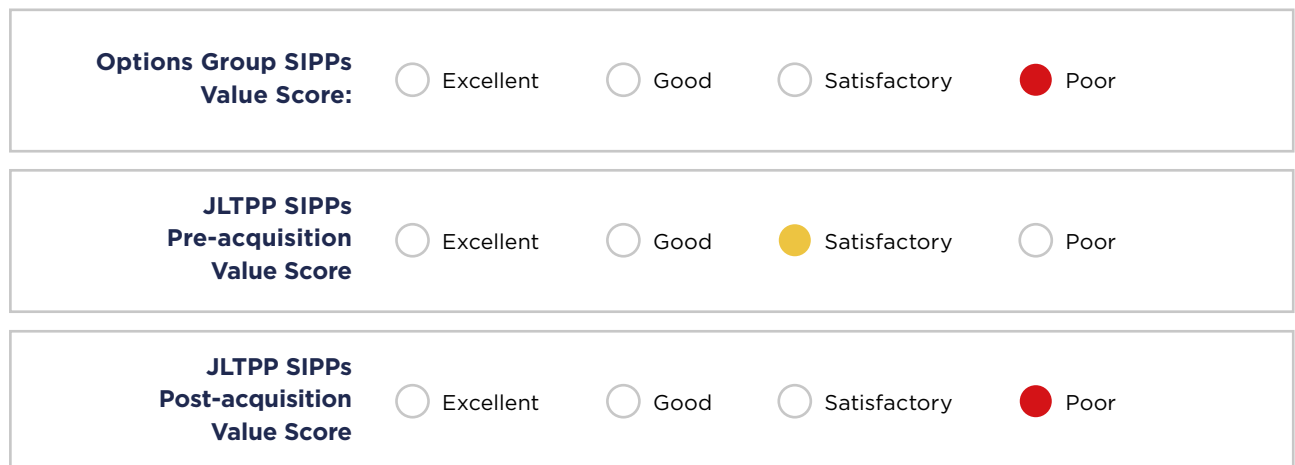 Options Group SIPPs
Value Score:
Excellent Good Satisfactory Poor
JLTPP SIPPs
Pre-acquisition
Value Score
Excellent Good Satisfactory Poor
JLTPP SIPPs
Post-acquisition
Value Score
Excellent Good Satisfactory Poor